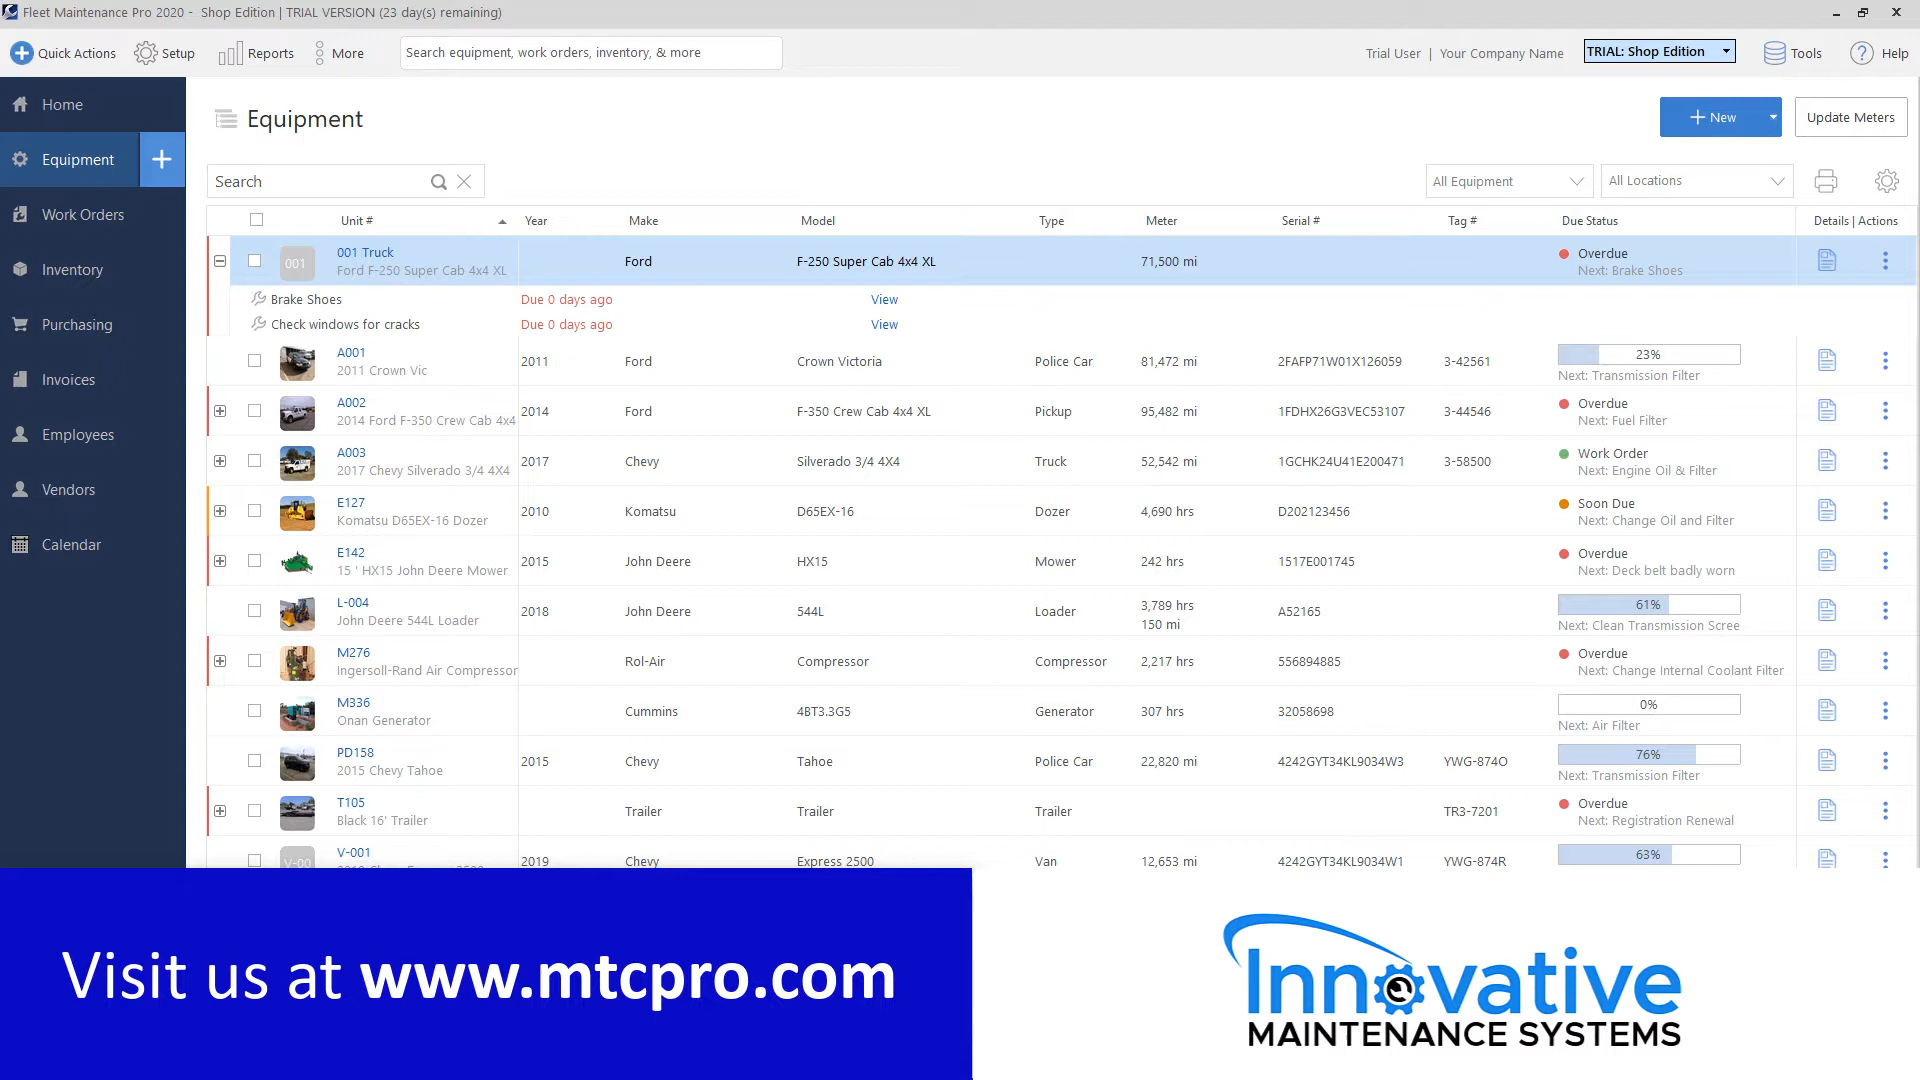 Fleet Maintenance Pro 2020 - Shop Edition | TRIAL VERSION (23 day(s) remaining)
Quick Actions Setup Reports More Search equipment, work orders, inventory, & more Trial User | Your Company Name TRIAL: Shop Edition Tools Help
Home
Equipment
Work Orders
Inventory
Purchasing
Invoices
Employees
Vendors
Calendar
Equipment
New Update Meters
Search All Equipment All Locations
Unit # Year Make Model Type Meter Serial # Tag # Due Status Details | Actions
001 001 Truck Ford F-250 Super Cab 4x4 XL 71,500 mi Overdue
Ford F-250 Super Cab 4x4 XL Next: Brake Shoes
Brake Shoes Due 0 days ago View
Check windows for cracks Due 0 days ago View
A001 2011 Ford Crown Victoria Police Car 81,472 mi 2FAFP71W01X126059 3-42561 23%
2011 Crown Vic Next: Transmission Filter
A002 2014 Ford F-350 Crew Cab 4x4 XL Pickup 95,482 mi 1FDHX26G3VEC53107 3-44546 Overdue
2014 Ford F-350 Crew Cab 4x4 Next: Fuel Filter
A003 2017 Chevy Silverado 3/4 4X4 Truck 52,542 mi 1GCHK24U41E200471 3-58500 Work Order
2017 Chevy Silverado 3/4 4X4 Next: Engine Oil & Filter
E127 2010 Komatsu D65EX-16 Dozer 4,690 hrs D202123456 Soon Due
Komatsu D65EX-16 Dozer Next: Change Oil and Filter
E142 2015 John Deere HX15 Mower 242 hrs 1517E001745 Overdue
15 ' HX15 John Deere Mower Next: Deck belt badly worn
L-004 2018 John Deere 544L Loader 3,789 hrs A52165 61%
John Deere 544L Loader 150 mi Next: Clean Transmission Scree
M276 Rol-Air Compressor Compressor 2,217 hrs 556894885 Overdue
Ingersoll-Rand Air Compressor Next: Change Internal Coolant Filter
M336 Cummins 4BT3.3G5 Generator 307 hrs 32058698 0%
Onan Generator Next: Air Filter
PD158 2015 Chevy Tahoe Police Car 22,820 mi 4242GYT34KL9034W3 YWG-874O 76%
2015 Chevy Tahoe Next: Transmission Filter
T105 Trailer Trailer Trailer TR3-7201 Overdue
Black 16' Trailer Next: Registration Renewal
V-00 V-001 2019 Chevy Express 2500 Van 12,653 mi 4242GYT34KL9034W1 YWG-874R 63%
Visit us at www.mtcpro.com
Innovative
MAINTENANCE SYSTEMS